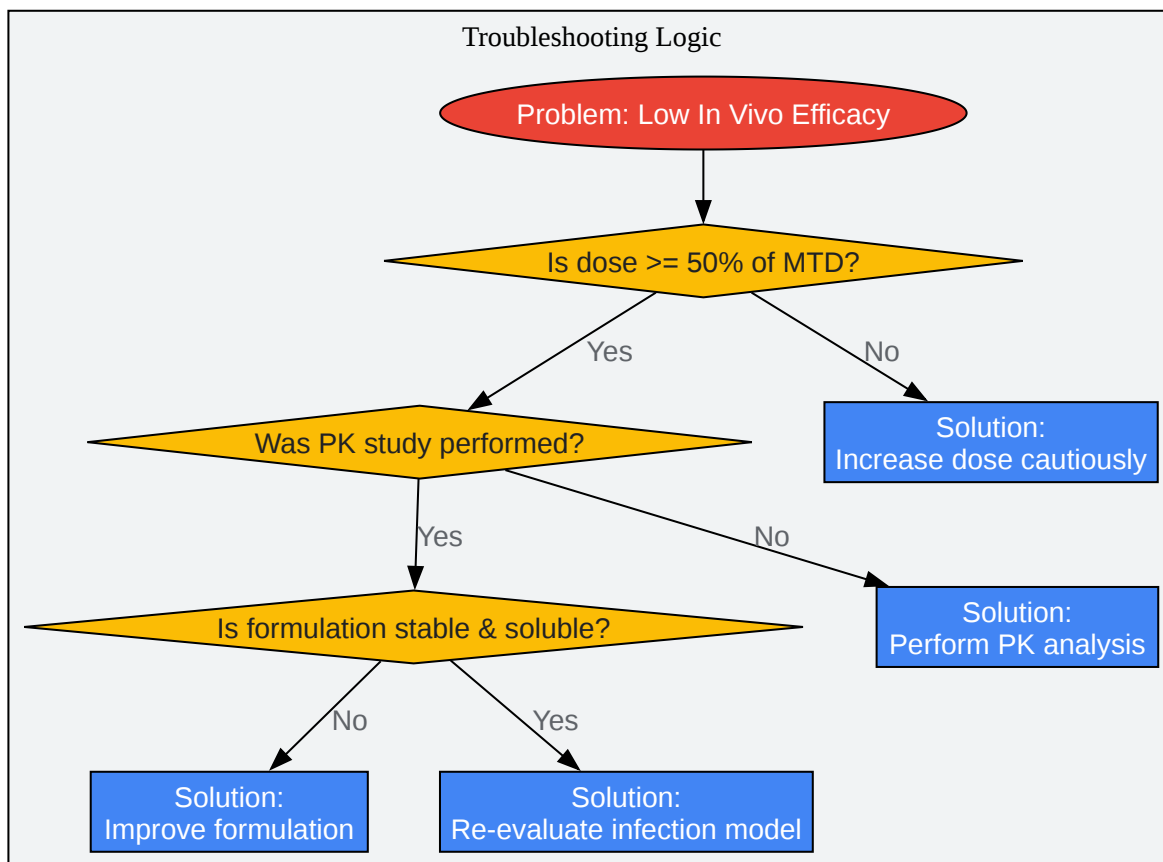 Troubleshooting Logic
Problem: Low In Vivo Efficacy
Is dose >= 50% of MTD?
Yes
No
Was PK study performed?
Solution:
Increase dose cautiously
Yes
No
Is formulation stable & soluble?
Solution:
Perform PK analysis
No
Yes
Solution:
Improve formulation
Solution:
Re-evaluate infection model